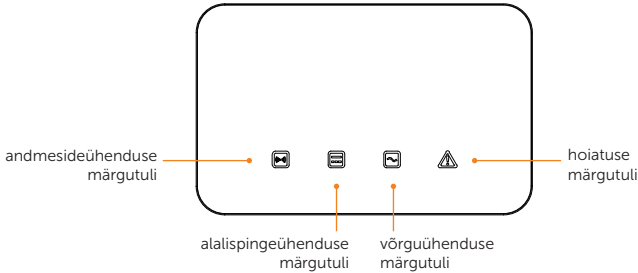 andmesideühenduse
märgutuli
hoiatuse
märgutuli
alalispingeühenduse
märgutuli
võrguühenduse
märgutuli